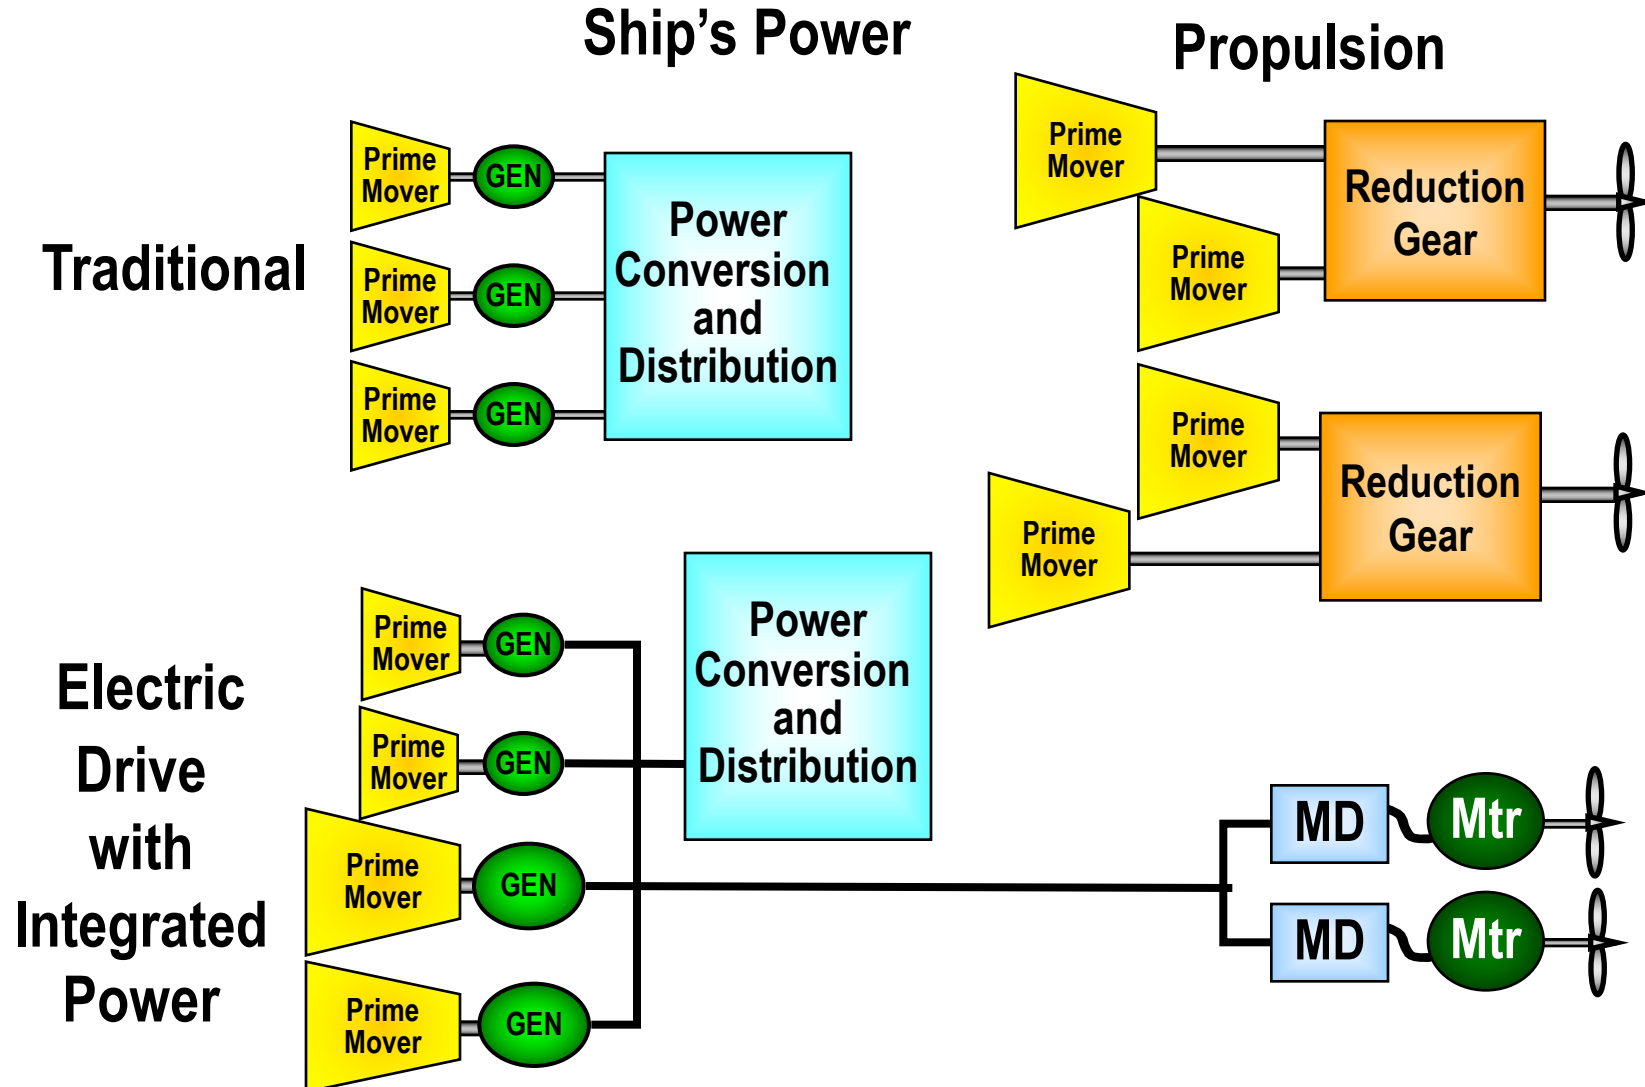 Ship's Power
Propulsion
Traditional
Prime
Mover
GEN
Prime
Mover
GEN
Prime
Mover
GEN
Power
Conversion
and
Distribution
Prime
Mover
Prime
Mover
Reduction
Gear
Prime
Mover
Prime
Mover
Reduction
Gear
Electric
Drive
with
Integrated
Power
Prime
Mover
GEN
Prime
Mover
GEN
Prime
Mover
GEN
Prime
Mover
GEN
Power
Conversion
and
Distribution
MD
Mtr
MD
Mtr